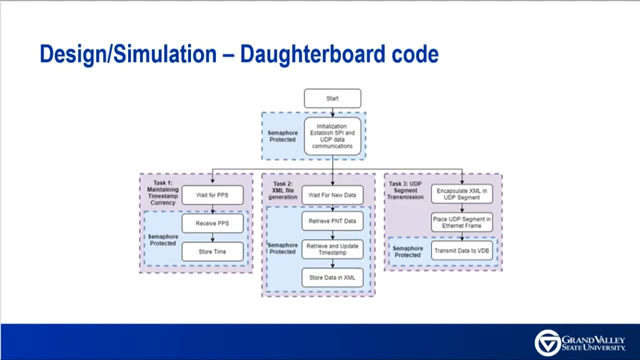 Design/Simulation – Daughterboard code
Start
Semaphore
Protected
Initialization:
Establish SPI and
UDP data
communications
Task 1:
Maintaining
Timestamp
Currency
Wait for PPS
Semaphore
Protected
Receive PPS
Store Time
Task 2:
XML file
generation
Wait For New Data
Semaphore
Protected
Retrieve PNT Data
Retrieve and Update
Timestamp
Store Data in XML
Task 3: UDP
Segment
Transmission
Encapsulate XML in
UDP Segment
Place UDP Segment in
Ethernet Frame
Semaphore
Protected
Transmit Data to VDB
GRAND VALLEY
STATE UNIVERSITY.